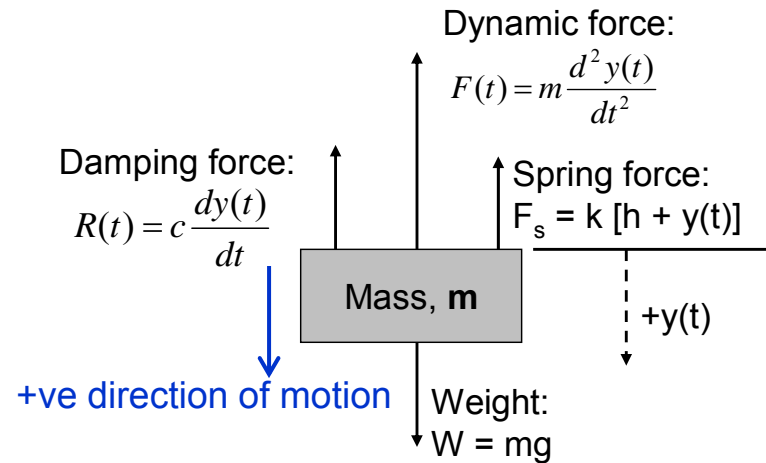 Dynamic force:
F(t) = m d²y(t)/dt²
Damping force:
R(t) = c dy(t)/dt
Spring force:
Fₛ = k [h + y(t)]
Mass, m
+y(t)
+ve direction of motion
Weight:
W = mg